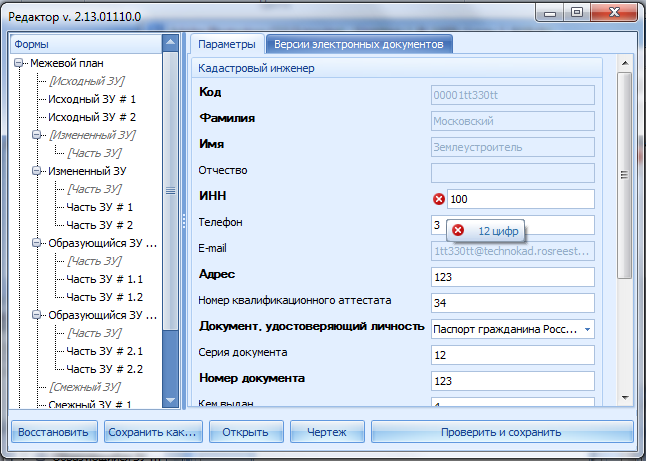 Редактор v. 2.13.01110.0
Формы
Межевой план
[Исходный ЗУ]
Исходный ЗУ # 1
Исходный ЗУ # 2
[Измененный ЗУ]
[Часть ЗУ]
Измененный ЗУ
[Часть ЗУ]
Часть ЗУ # 1
Часть ЗУ # 2
Образующийся ЗУ ...
[Часть ЗУ]
Часть ЗУ # 1.1
Часть ЗУ # 1.2
Образующийся ЗУ ...
[Часть ЗУ]
Часть ЗУ # 2.1
Часть ЗУ # 2.2
[Смежный ЗУ]
Смежный ЗУ # 1
Параметры
Версии электронных документов
Кадастровый инженер
Код 00001tt330tt
Фамилия Московский
Имя Землеустроитель
Отчество
ИНН 100
Телефон 3
12 цифр
E-mail 1tt330tt@technokad.rosreest...
Адрес 123
Номер квалификационного аттестата 34
Документ, удостоверяющий личность Паспорт гражданина Росс...
Серия документа 12
Номер документа 123
Кем выдан
Восстановить
Сохранить как...
Открыть
Чертеж
Проверить и сохранить